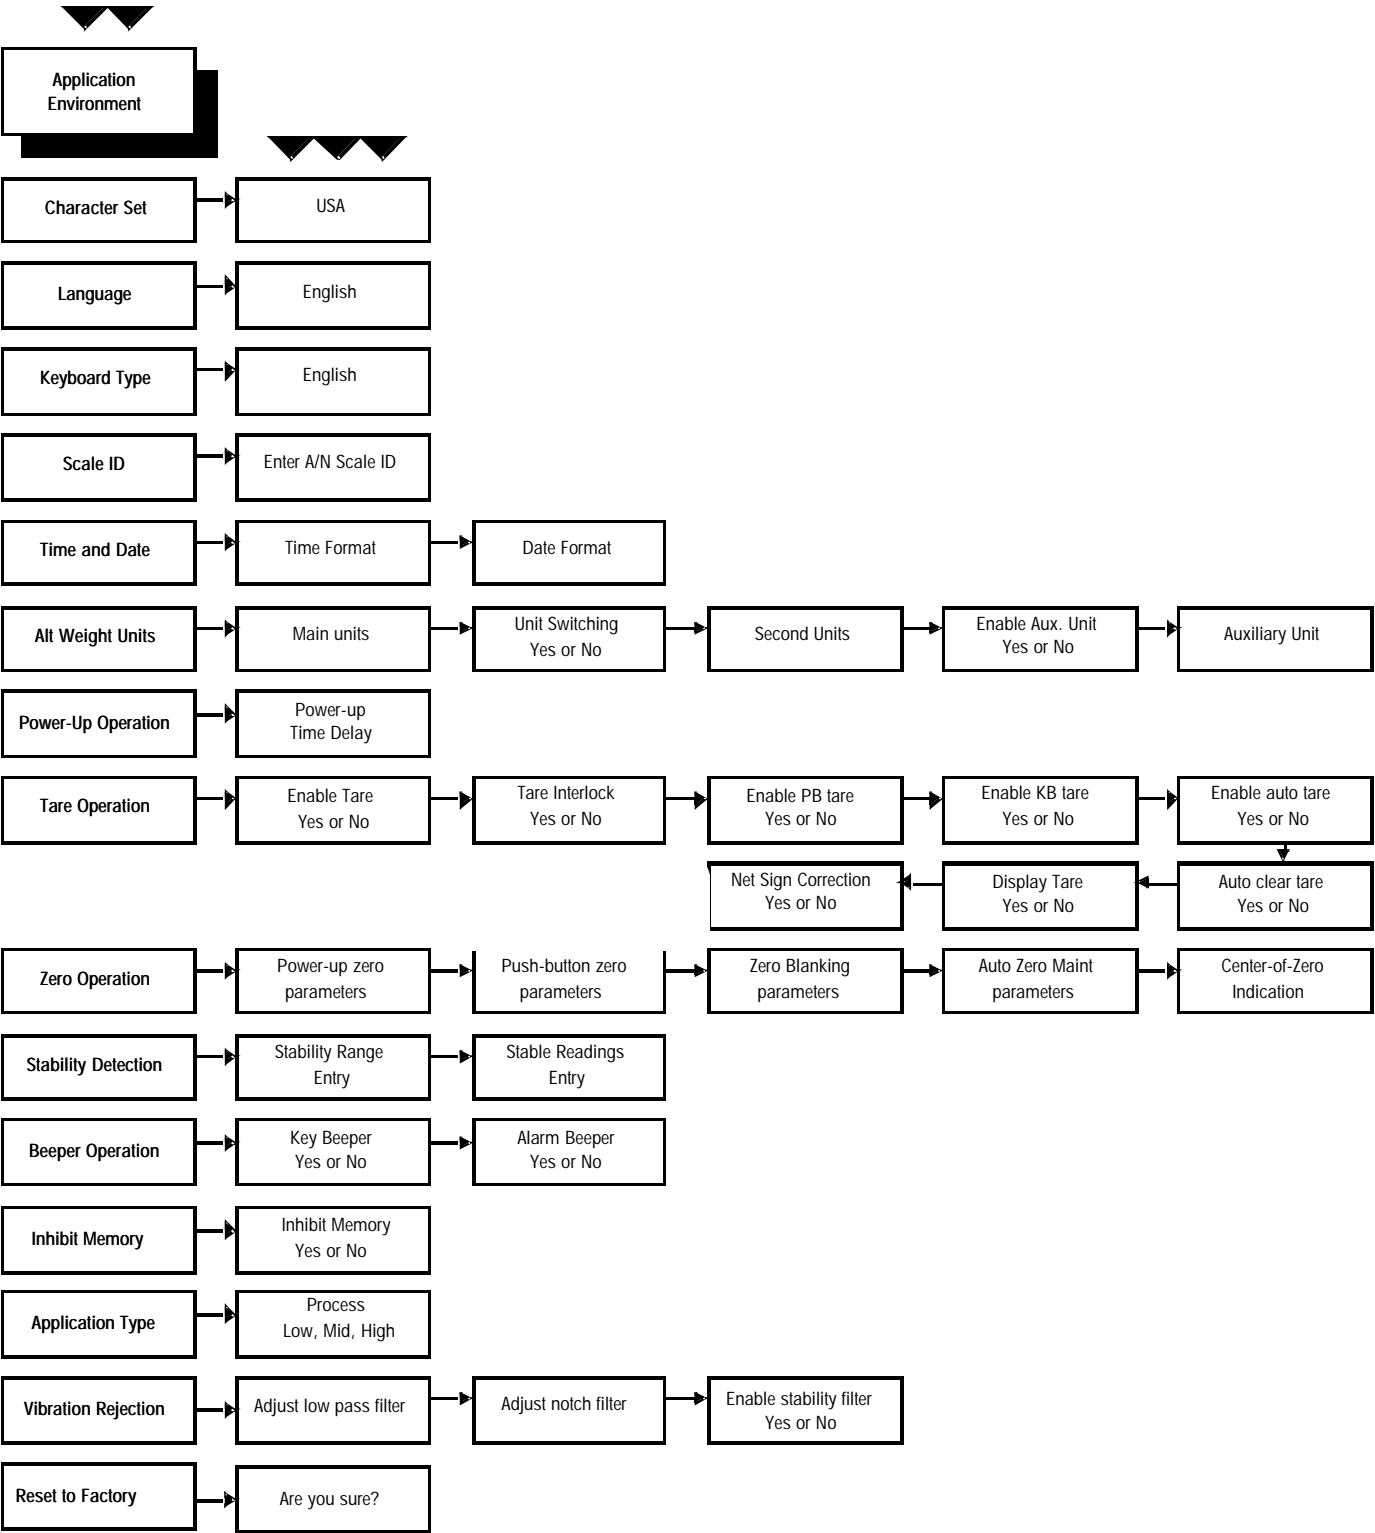 Application
Environment
Character Set
USA
Language
English
Keyboard Type
English
Scale ID
Enter A/N Scale ID
Time and Date
Time Format
Date Format
Alt Weight Units
Main units
Unit Switching
Yes or No
Second Units
Enable Aux. Unit
Yes or No
Auxiliary Unit
Power-Up Operation
Power-up
Time Delay
Tare Operation
Enable Tare
Yes or No
Tare Interlock
Yes or No
Enable PB tare
Yes or No
Enable KB tare
Yes or No
Enable auto tare
Yes or No
Auto clear tare
Yes or No
Display Tare
Yes or No
Net Sign Correction
Yes or No
Zero Operation
Power-up zero
parameters
Push-button zero
parameters
Zero Blanking
parameters
Auto Zero Maint
parameters
Center-of-Zero
Indication
Stability Detection
Stability Range
Entry
Stable Readings
Entry
Beeper Operation
Key Beeper
Yes or No
Alarm Beeper
Yes or No
Inhibit Memory
Inhibit Memory
Yes or No
Application Type
Process
Low, Mid, High
Vibration Rejection
Adjust low pass filter
Adjust notch filter
Enable stability filter
Yes or No
Reset to Factory
Are you sure?